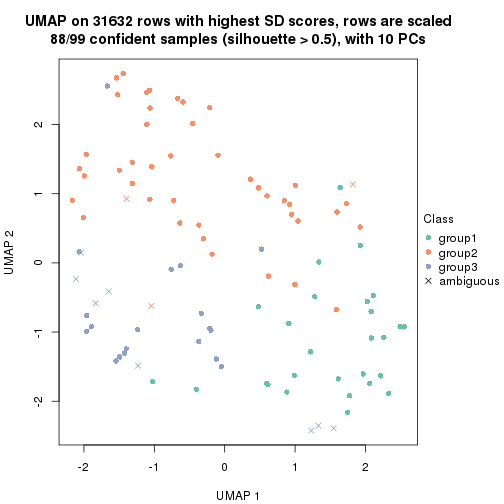 UMAP on 31632 rows with highest SD scores, rows are scaled
88/99 confident samples (silhouette > 0.5), with 10 PCs
UMAP 2
2
1
0
-1
-2
-2
-1
0
1
2
UMAP 1
Class
group1
group2
group3
ambiguous